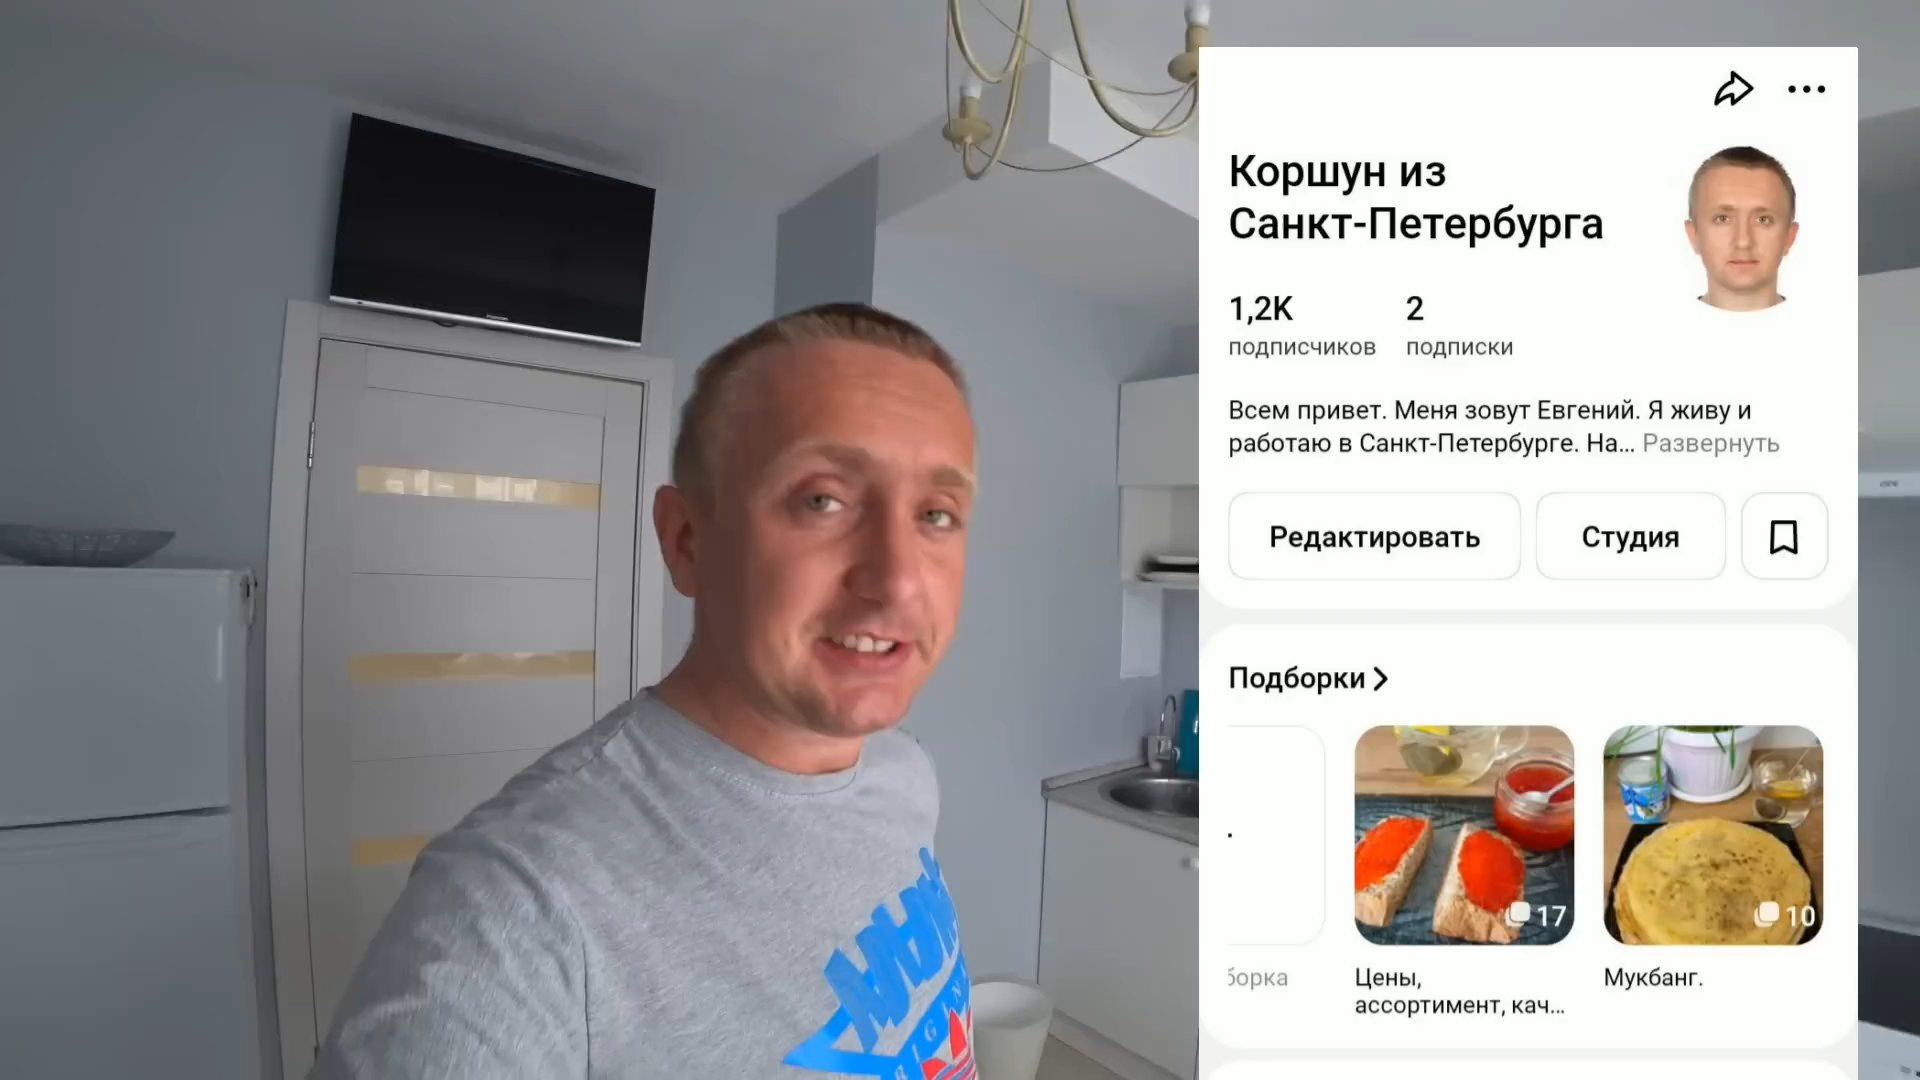 Коршун из
Санкт-Петербурга
1,2K
2
подписчиков
подписки
Всем привет. Меня зовут Евгений. Я живу и
работаю в Санкт-Петербурге. На... Развернуть
Редактировать
Студия
Подборки
17
10
борка
Цены,
ассортимент, кач...
Мукбанг.